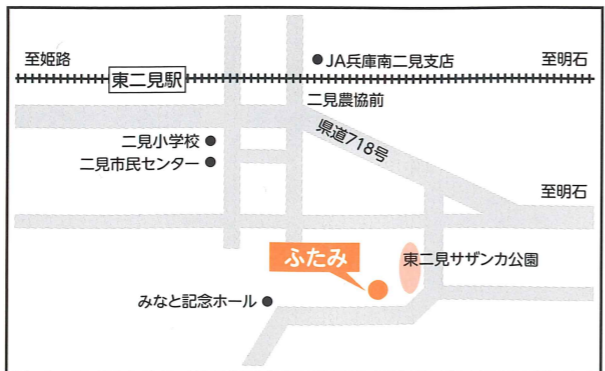 至姫路
JA兵庫南二見支店
至明石
東二見駅
二見農協前
県道718号
二見小学校
二見市民センター
至明石
ふたみ
東二見サザンカ公園
みなと記念ホール